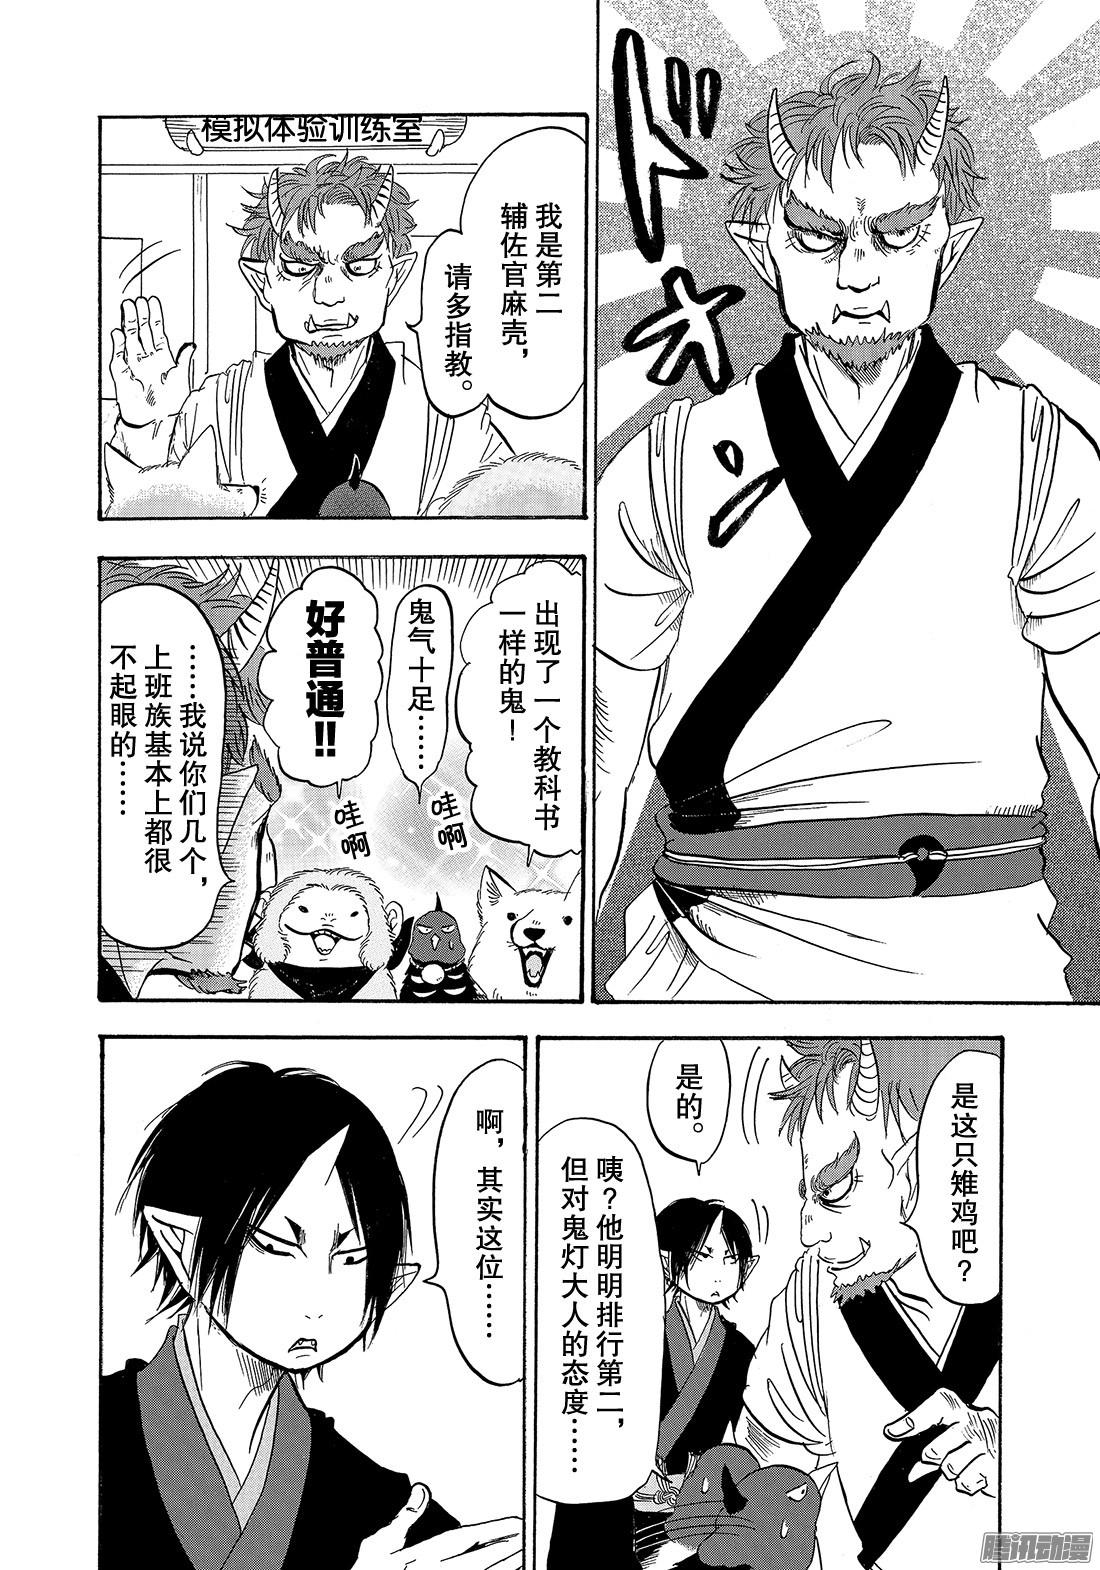 ドオン
模拟体验训练室
我是第二
辅佐官麻壳，
请多指教。
出现了一个教科书
一样的鬼！
鬼气十足……
好普通！！
哇啊
哇啊
……我说你们几个，
上班族基本上都很
不起眼的……
是这只雉鸡吧？
是的。
咦？他明明排行第二，
但对鬼灯大人的态度……
啊，其实这位……
腾讯动漫